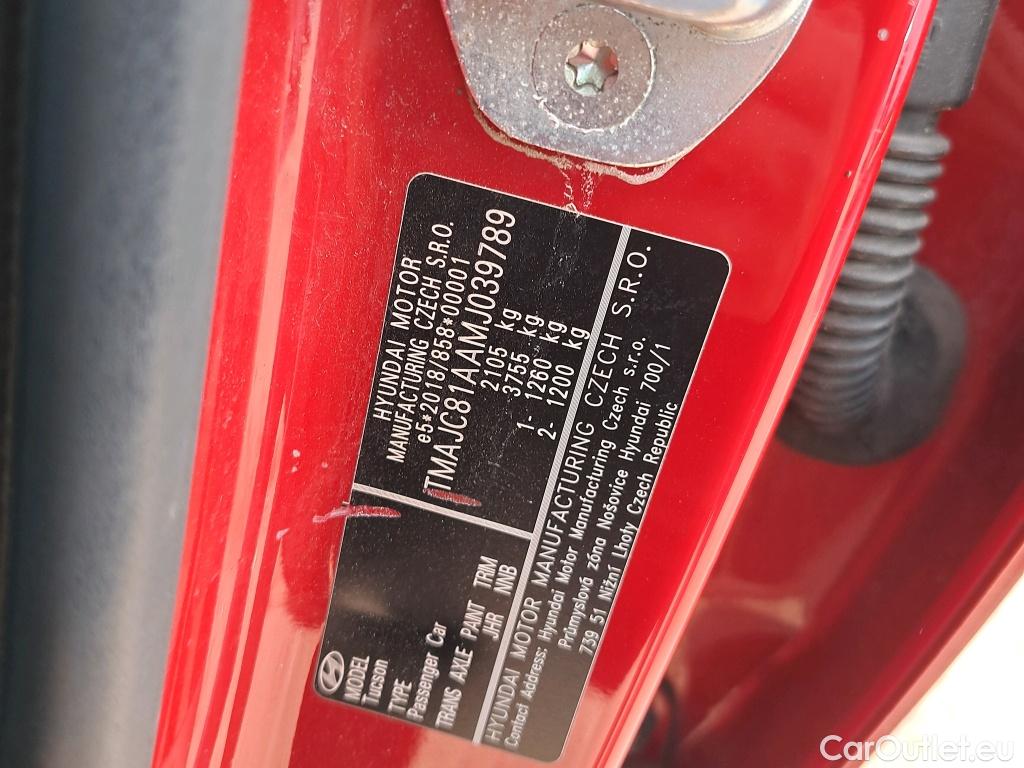 HYUNDAI MOTOR
MANUFACTURING CZECH S.R.O.
e5*2018/858*00001
TMAJC81AAMJ039789
2105 kg
3755 kg
1- 1260 kg
2- 1200 kg
MODEL
Tucson
TYPE
Passenger Car
TRANS AXLE PAINT TRIM
JHR NNB
HYUNDAI MOTOR MANUFACTURING CZECH S.R.O.
Contact Address: Hyundai Motor Manufacturing Czech s.r.o.
Průmyslová zóna Nošovice Hyundai 700/1
739 51 Nižní Lhoty Czech Republic
CarOutlet.eu